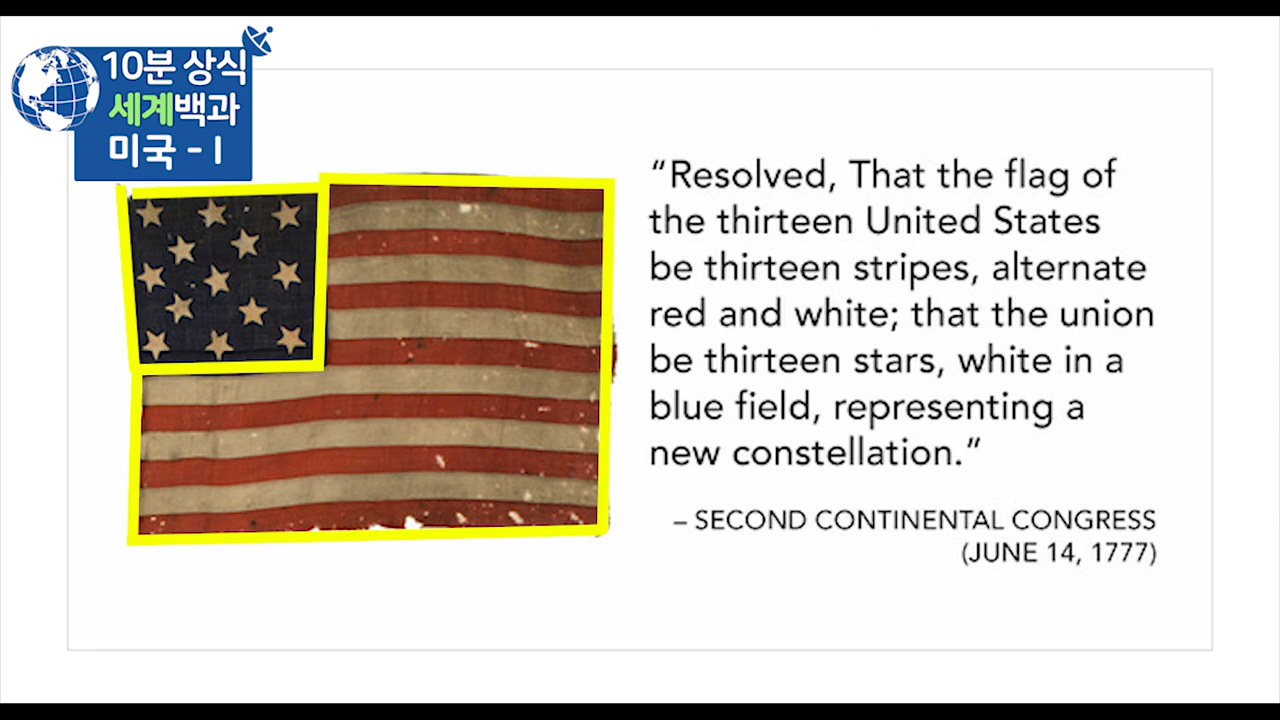 10분 상식
세계백과
미국 - I
“Resolved, That the flag of
the thirteen United States
be thirteen stripes, alternate
red and white; that the union
be thirteen stars, white in a
blue field, representing a
new constellation.”
– SECOND CONTINENTAL CONGRESS
(JUNE 14, 1777)